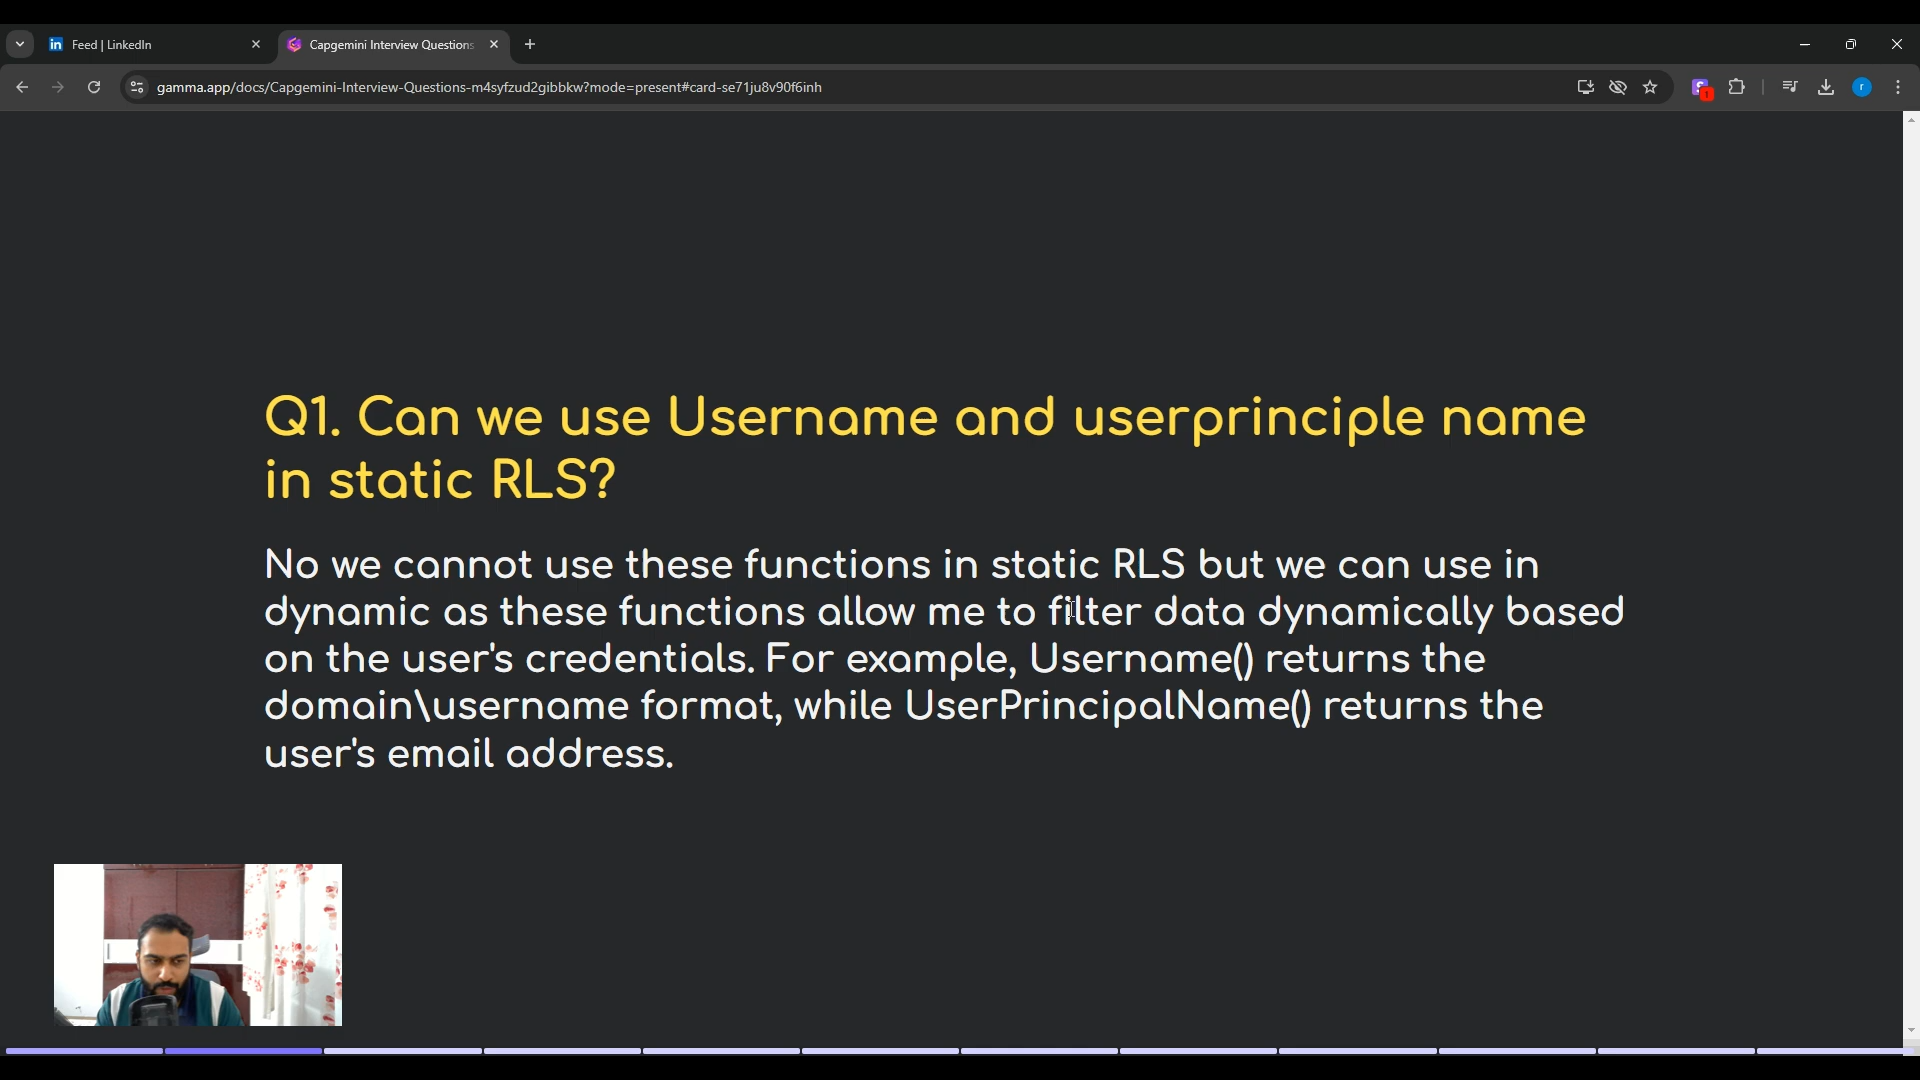 Feed | LinkedIn
Capgemini Interview Questions
gamma.app/docs/Capgemini-Interview-Questions-m4syfzud2gibbkw?mode=present#card-se71ju8v90f6inh
Q1. Can we use Username and userprinciple name
in static RLS?
No we cannot use these functions in static RLS but we can use in
dynamic as these functions allow me to filter data dynamically based
on the user's credentials. For example, Username() returns the
domain\username format, while UserPrincipalName() returns the
user's email address.